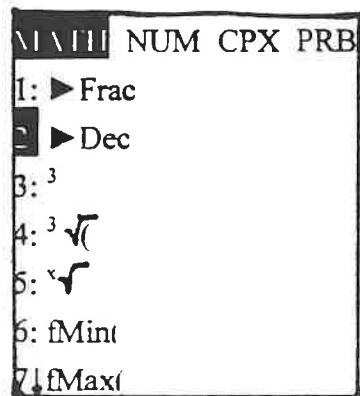 MATH NUM CPX PRB
1: ►Frac
2 ►Dec
3: ³
4: ³√(
5: ˣ√
6: fMin(
7↓fMax(